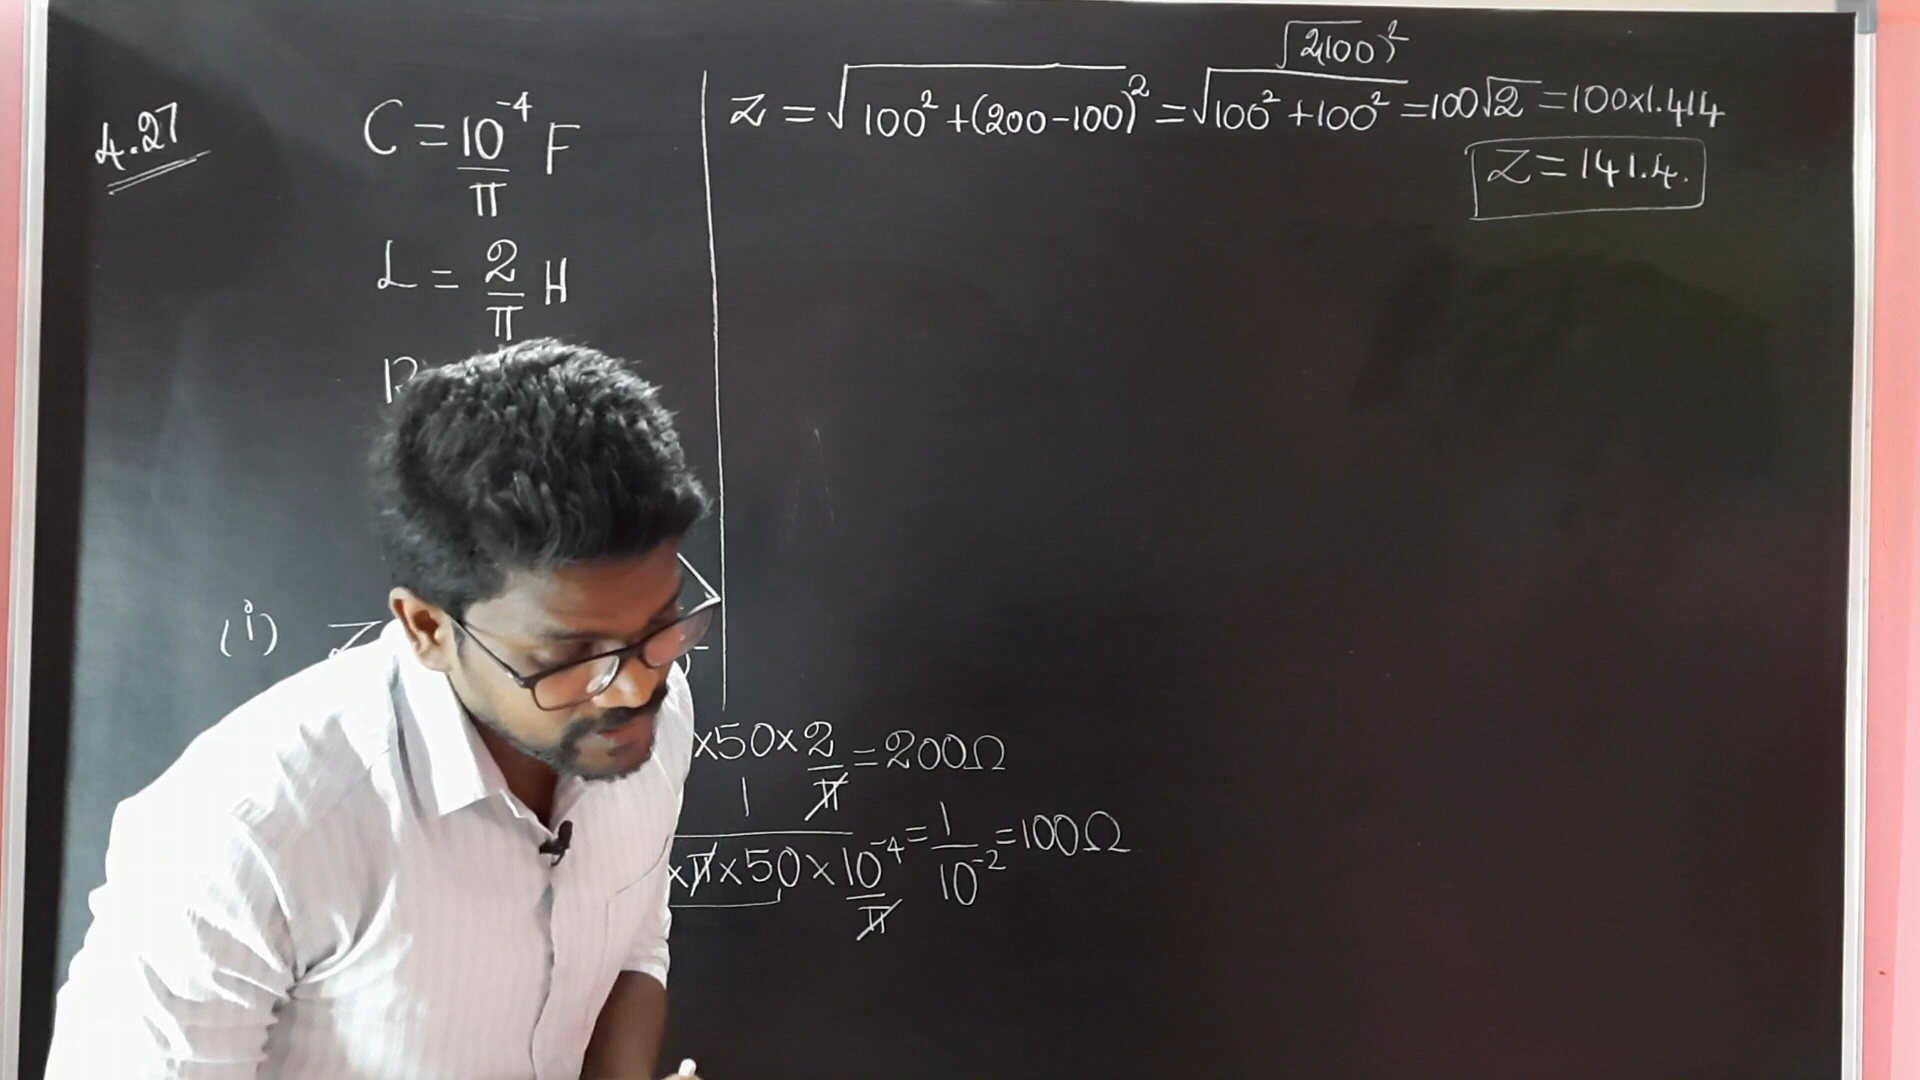 4.27
C = 10⁻⁴/π F
L = 2/π H
R
(i) Z
×50×2/π = 200Ω
1/×π×50×10⁻⁴/π = 1/10⁻² = 100Ω
√2(100)²
Z = √100²+(200-100)² = √100²+100² = 100√2 = 100×1.414
Z = 141.4.